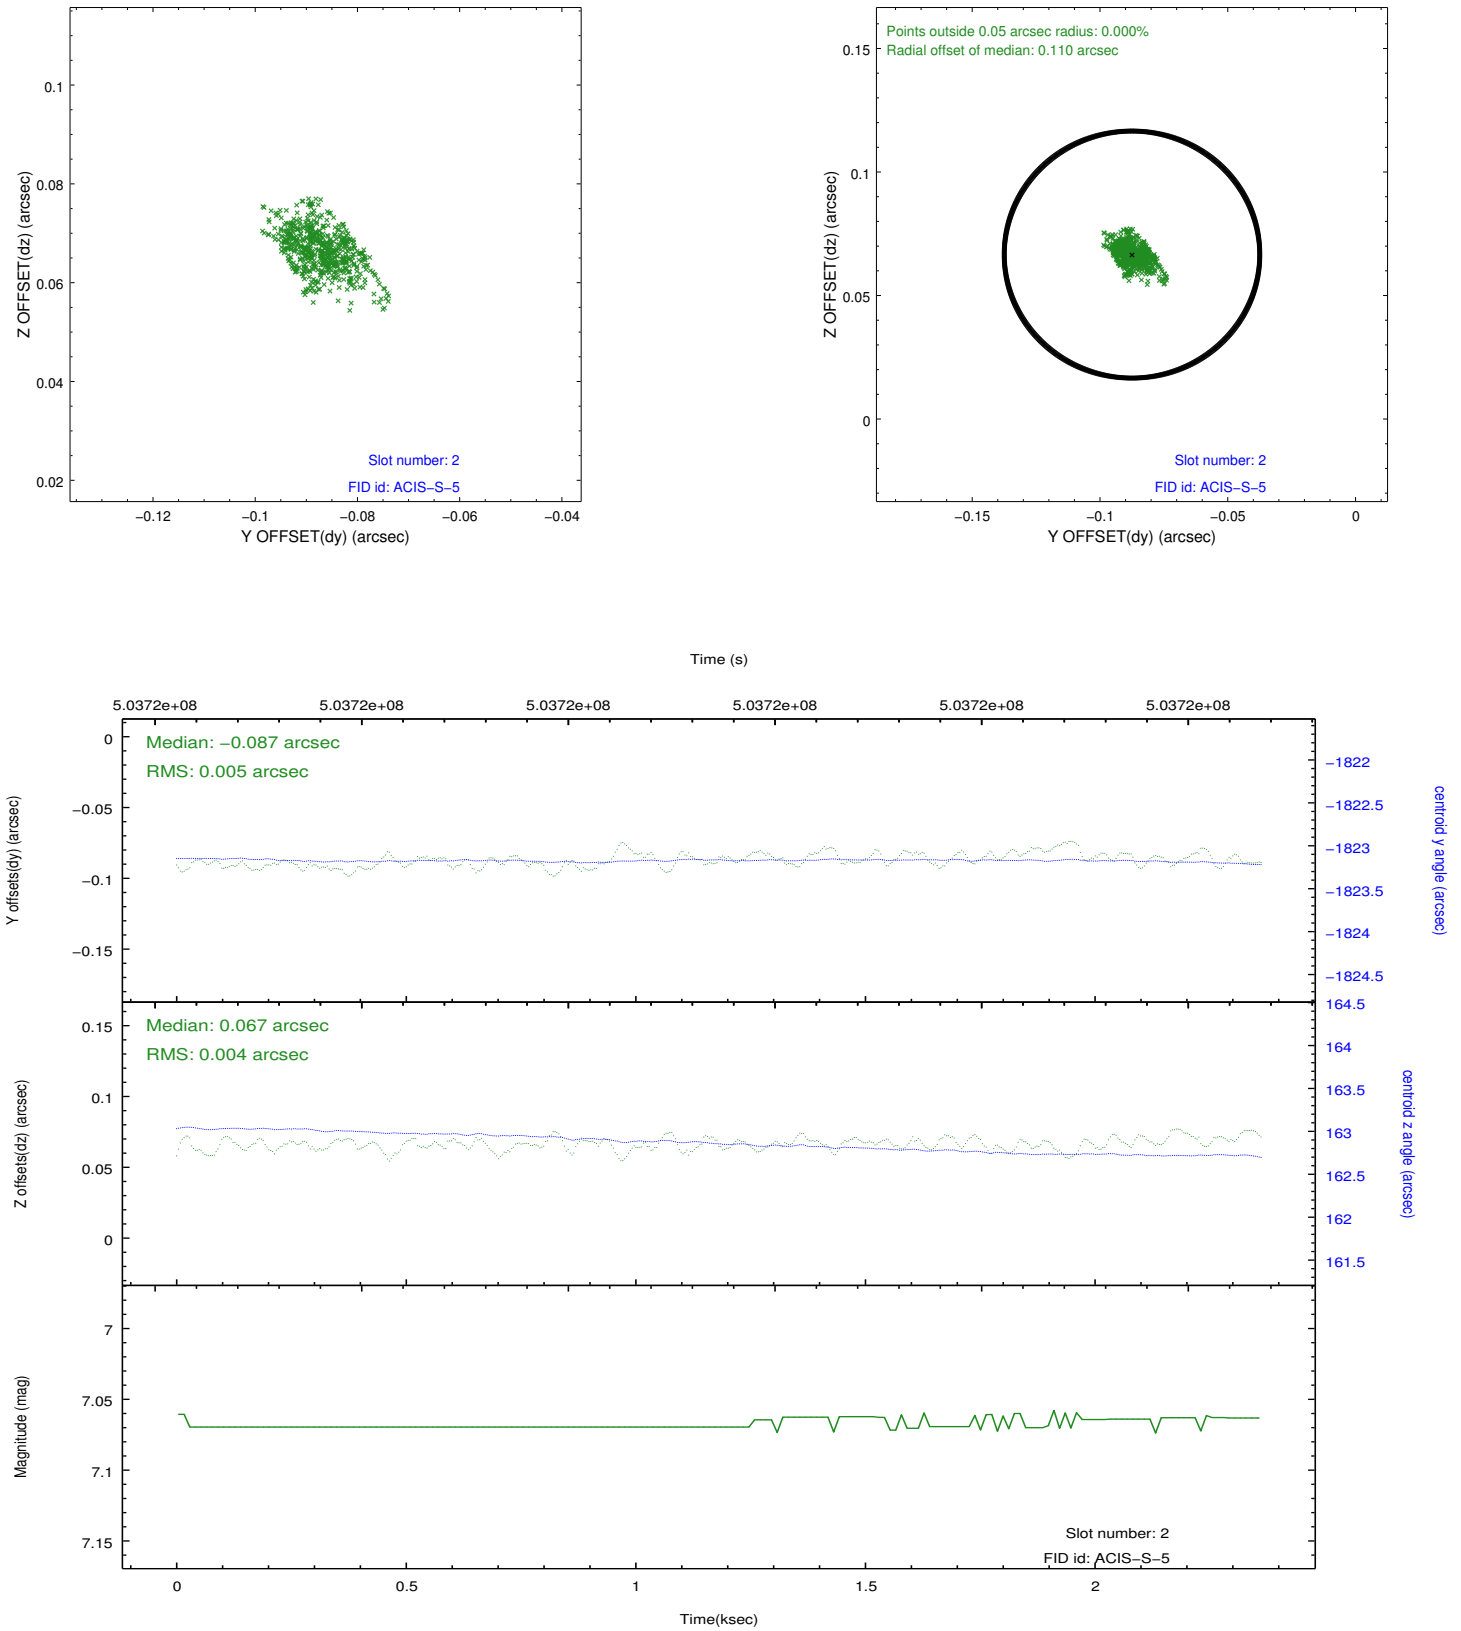 0.1
0.08
0.06
0.04
0.02
Z OFFSET(dz) (arcsec)
Slot number: 2
FID id: ACIS−S−5
−0.12
−0.1
−0.08
−0.06
−0.04
Y OFFSET(dy) (arcsec)
Points outside 0.05 arcsec radius: 0.000%
Radial offset of median: 0.110 arcsec
0.15
0.1
0.05
0
Z OFFSET(dz) (arcsec)
Slot number: 2
FID id: ACIS−S−5
−0.15
−0.1
−0.05
0
Y OFFSET(dy) (arcsec)
Time (s)
5.0372e+08
5.0372e+08
5.0372e+08
5.0372e+08
5.0372e+08
5.0372e+08
Median: −0.087 arcsec
RMS: 0.005 arcsec
0
−0.05
−0.1
−0.15
Y offsets(dy) (arcsec)
−1822
−1822.5
−1823
−1823.5
−1824
−1824.5
centroid y angle (arcsec)
Median: 0.067 arcsec
RMS: 0.004 arcsec
0.15
0.1
0.05
0
Z offsets(dz) (arcsec)
164.5
164
163.5
163
162.5
162
161.5
centroid z angle (arcsec)
7
7.05
7.1
7.15
Magnitude (mag)
Slot number: 2
FID id: ACIS−S−5
0
0.5
1
1.5
2
Time(ksec)